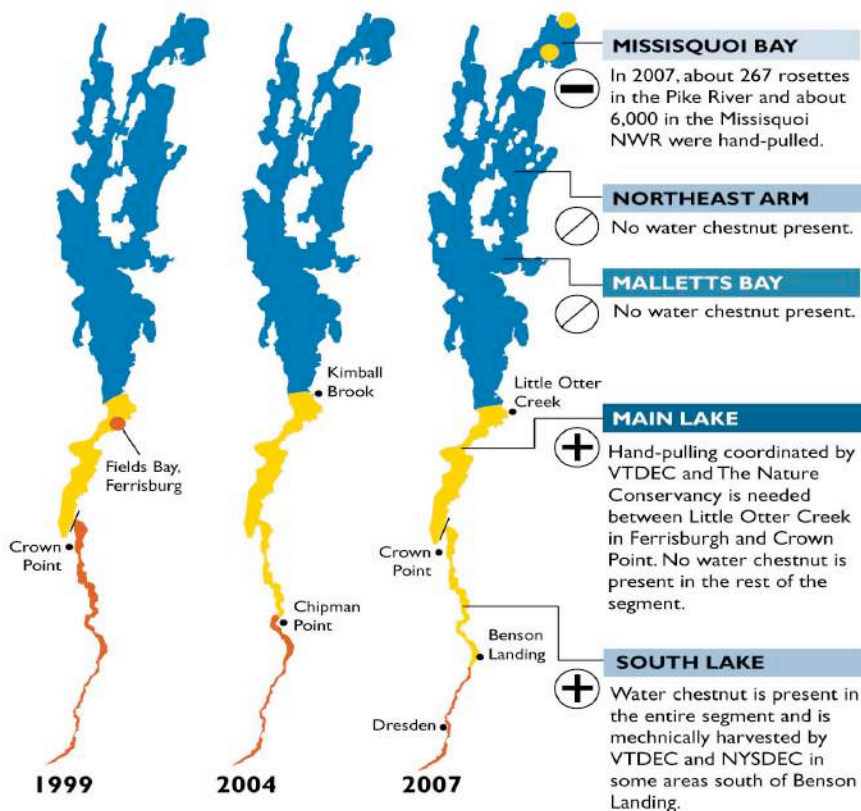 MISSISQUOI BAY
In 2007, about 267 rosettes
in the Pike River and about
6,000 in the Missisquoi
NWR were hand-pulled.
NORTHEAST ARM
No water chestnut present.
MALLETTS BAY
No water chestnut present.
Kimball
Brook
Little Otter
Creek
Fields Bay,
Ferrisburg
MAIN LAKE
Hand-pulling coordinated by
VTDEC and The Nature
Conservancy is needed
between Little Otter Creek
in Ferrisburgh and Crown
Point. No water chestnut is
present in the rest of the
segment.
Crown
Point
Crown
Point
Chipman
Point
Benson
Landing
Dresden
SOUTH LAKE
Water chestnut is present in
the entire segment and is
mechnically harvested by
VTDEC and NYSDEC in
some areas south of Benson
Landing.
1999
2004
2007